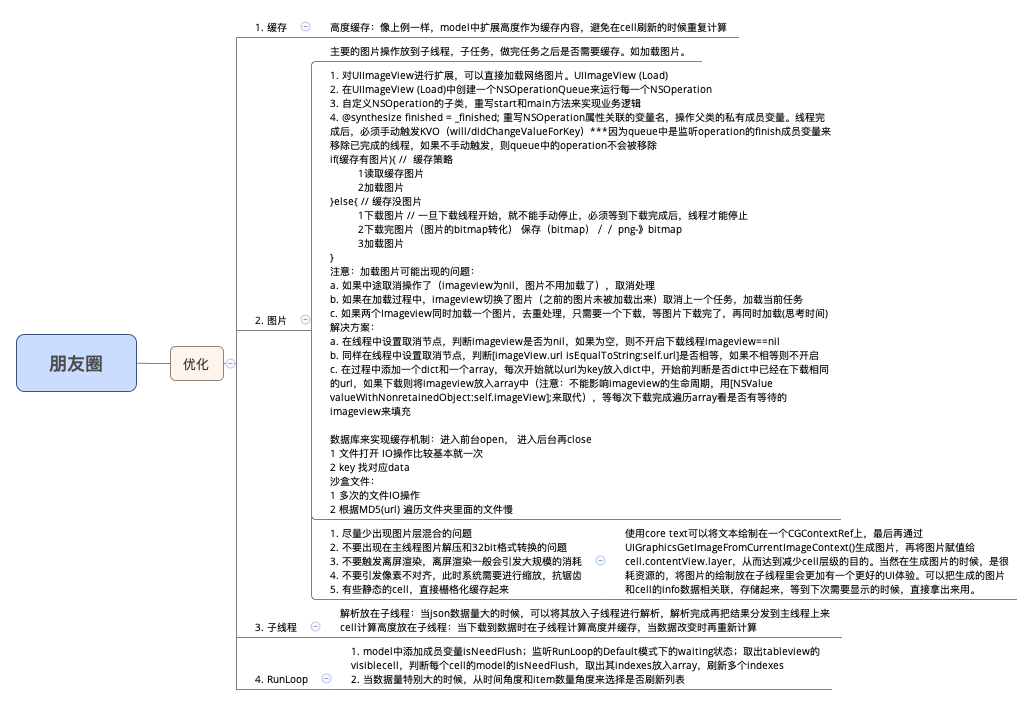 朋友圈
优化
1. 缓存
高度缓存：像上例一样，model中扩展高度作为缓存内容，避免在cell刷新的时候重复计算
2. 图片
主要的图片操作放到子线程，子任务，做完任务之后是否需要缓存。如加载图片。
1. 对UIImageView进行扩展，可以直接加载网络图片。UIImageView (Load)
2. 在UIImageView (Load)中创建一个NSOperationQueue来运行每一个NSOperation
3. 自定义NSOperation的子类，重写start和main方法来实现业务逻辑
4. @synthesize finished = _finished; 重写NSOperation属性关联的变量名，操作父类的私有成员变量。线程完
成后，必须手动触发KVO（will/didChangeValueForKey）***因为queue中是监听operation的finish成员变量来
移除已完成的线程，如果不手动触发，则queue中的operation不会被移除
if(缓存有图片){ // 缓存策略
1读取缓存图片
2加载图片
}else{ // 缓存没图片
1下载图片 // 一旦下载线程开始，就不能手动停止，必须等到下载完成后，线程才能停止
2下载完图片（图片的bitmap转化） 保存（bitmap） / / png-》bitmap
3加载图片
}
注意：加载图片可能出现的问题：
a. 如果中途取消操作了（imageview为nil，图片不用加载了），取消处理
b. 如果在加载过程中，imageview切换了图片（之前的图片未被加载出来）取消上一个任务，加载当前任务
c. 如果两个Imageview同时加载一个图片，去重处理，只需要一个下载，等图片下载完了，再同时加载(思考时间)
解决方案：
a. 在线程中设置取消节点，判断imageview是否为nil，如果为空，则不开启下载线程imageview==nil
b. 同样在线程中设置取消节点，判断[imageView.url isEqualToString:self.url]是否相等，如果不相等则不开启
c. 在过程中添加一个dict和一个array，每次开始就以url为key放入dict中，开始前判断是否dict中已经在下载相同
的url，如果下载则将imageview放入array中（注意：不能影响imageview的生命周期，用[NSValue
valueWithNonretainedObject:self.imageView];来取代），等每次下载完成遍历array看是否有等待的
imageview来填充
数据库来实现缓存机制：进入前台open， 进入后台再close
1 文件打开 IO操作比较基本就一次
2 key 找对应data
沙盒文件：
1 多次的文件IO操作
2 根据MD5(url) 遍历文件夹里面的文件慢
1. 尽量少出现图片层混合的问题
2. 不要出现在主线程图片解压和32bit格式转换的问题
3. 不要触发离屏渲染，离屏渲染一般会引发大规模的消耗
4. 不要引发像素不对齐，此时系统需要进行缩放，抗锯齿
5. 有些静态的cell，直接栅格化缓存起来
使用core text可以将文本绘制在一个CGContextRef上，最后再通过
UIGraphicsGetImageFromCurrentImageContext()生成图片，再将图片赋值给
cell.contentView.layer，从而达到减少cell层级的目的。当然在生成图片的时候，是很
耗资源的，将图片的绘制放在子线程里会更加有一个更好的UI体验。可以把生成的图片
和cell的info数据相关联，存储起来，等到下次需要显示的时候，直接拿出来用。
3. 子线程
解析放在子线程：当json数据量大的时候，可以将其放入子线程进行解析，解析完成再把结果分发到主线程上来
cell计算高度放在子线程：当下载到数据时在子线程计算高度并缓存，当数据改变时再重新计算
4. RunLoop
1. model中添加成员变量isNeedFlush；监听RunLoop的Default模式下的waiting状态；取出tableview的
visiblecell，判断每个cell的model的isNeedFlush，取出其indexes放入array，刷新多个indexes
2. 当数据量特别大的时候，从时间角度和item数量角度来选择是否刷新列表